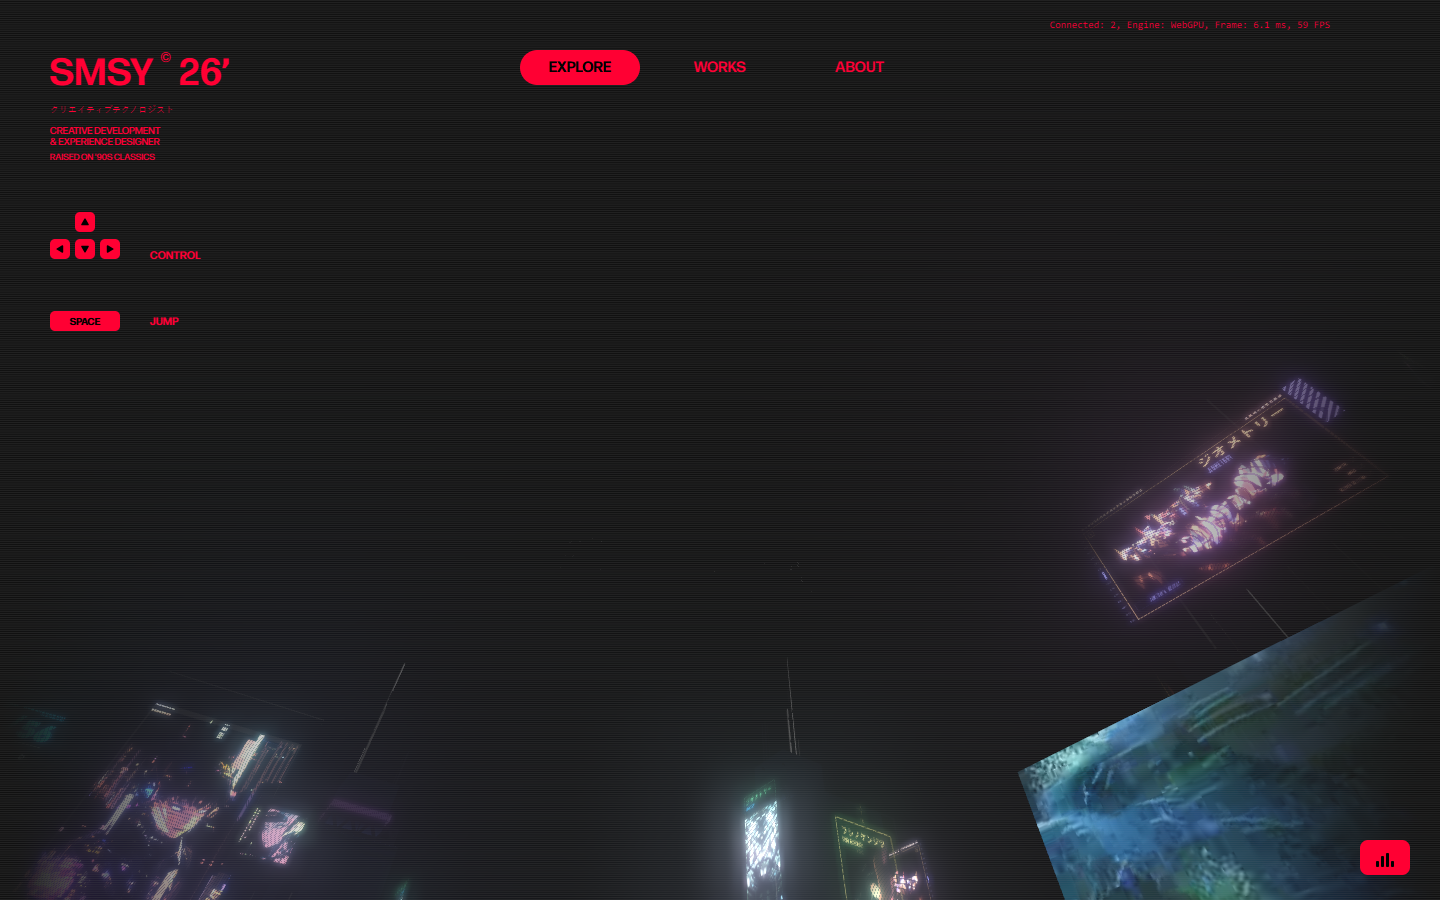 Connected: 2, Engine: WebGPU, Frame: 6.1 ms, 59 FPS
SMSY © 26’
EXPLORE
WORKS
ABOUT
クリエイティブテクノロジスト
CREATIVE DEVELOPMENT
& EXPERIENCE DESIGNER
RAISED ON ’90S CLASSICS
CONTROL
SPACE
JUMP
ジオメトリー